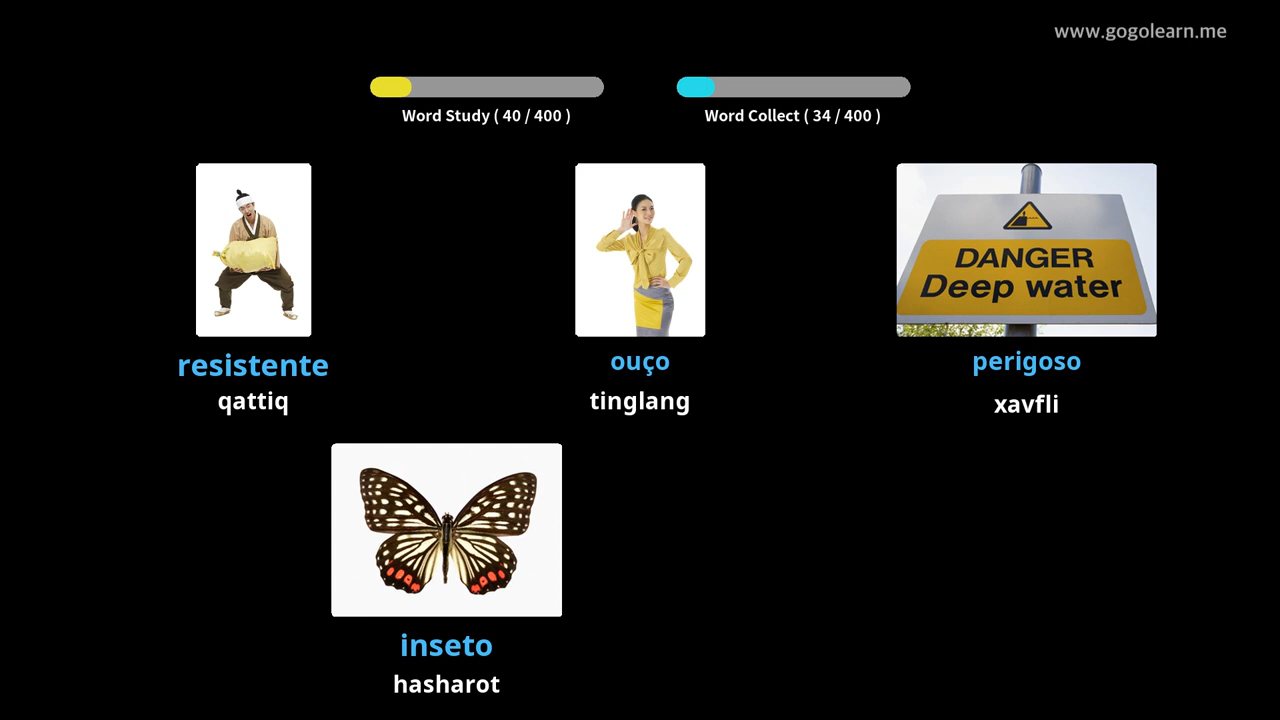 www.gogolearn.me
Word Study ( 40 / 400 )
Word Collect ( 34 / 400 )
DANGER
Deep water
resistente
qattiq
ouço
tinglang
perigoso
xavfli
inseto
hasharot